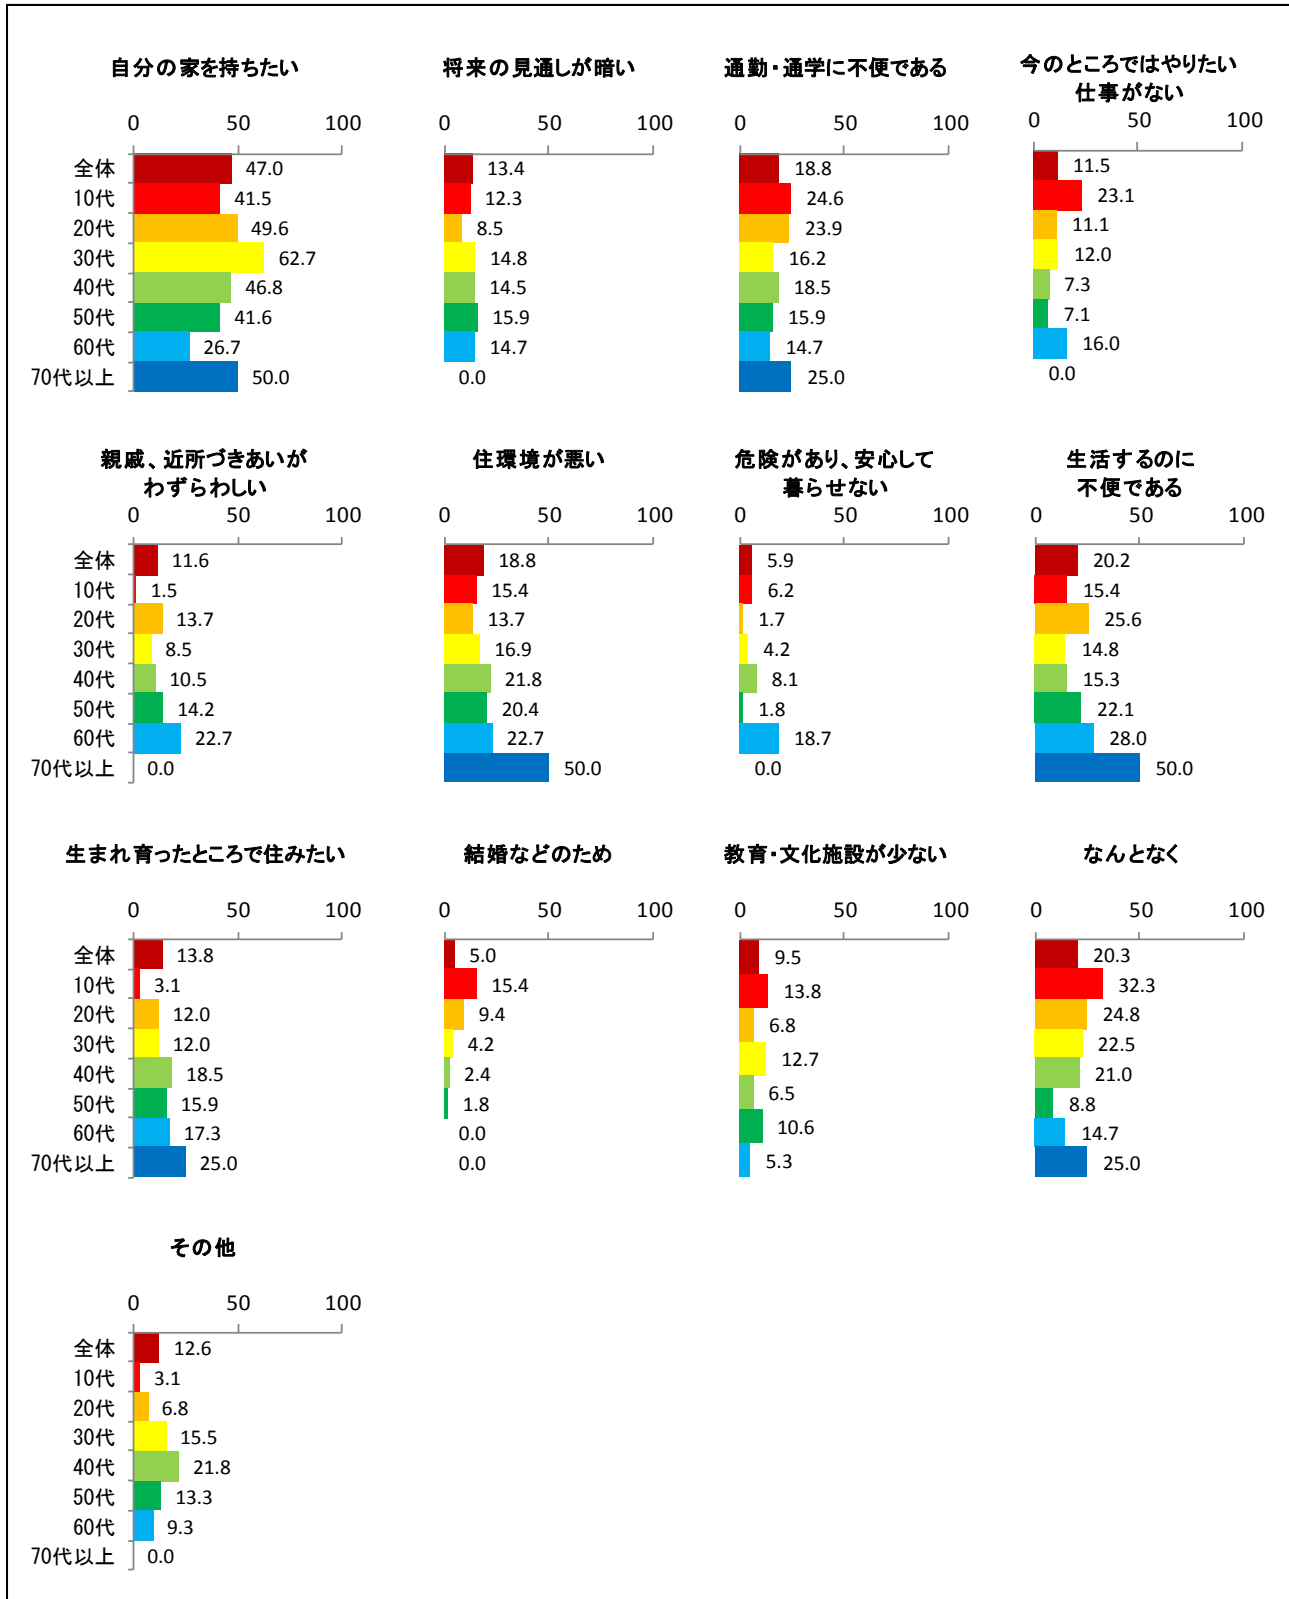 自分の家を持ちたい
0 50 100
全体 47.0
10代 41.5
20代 49.6
30代 62.7
40代 46.8
50代 41.6
60代 26.7
70代以上 50.0
将来の見通しが暗い
0 50 100
13.4
12.3
8.5
14.8
14.5
15.9
14.7
0.0
通勤・通学に不便である
0 50 100
18.8
24.6
23.9
16.2
18.5
15.9
14.7
25.0
今のところではやりたい
仕事がない
0 50 100
11.5
23.1
11.1
12.0
7.3
7.1
16.0
0.0
親戚、近所づきあいが
わずらわしい
0 50 100
全体 11.6
10代 1.5
20代 13.7
30代 8.5
40代 10.5
50代 14.2
60代 22.7
70代以上 0.0
住環境が悪い
0 50 100
18.8
15.4
13.7
16.9
21.8
20.4
22.7
50.0
危険があり、安心して
暮らせない
0 50 100
5.9
6.2
1.7
4.2
8.1
1.8
18.7
0.0
生活するのに
不便である
0 50 100
20.2
15.4
25.6
14.8
15.3
22.1
28.0
50.0
生まれ育ったところで住みたい
0 50 100
全体 13.8
10代 3.1
20代 12.0
30代 12.0
40代 18.5
50代 15.9
60代 17.3
70代以上 25.0
結婚などのため
0 50 100
5.0
15.4
9.4
4.2
2.4
1.8
0.0
0.0
教育・文化施設が少ない
0 50 100
9.5
13.8
6.8
12.7
6.5
10.6
5.3
なんとなく
0 50 100
20.3
32.3
24.8
22.5
21.0
8.8
14.7
25.0
その他
0 50 100
全体 12.6
10代 3.1
20代 6.8
30代 15.5
40代 21.8
50代 13.3
60代 9.3
70代以上 0.0